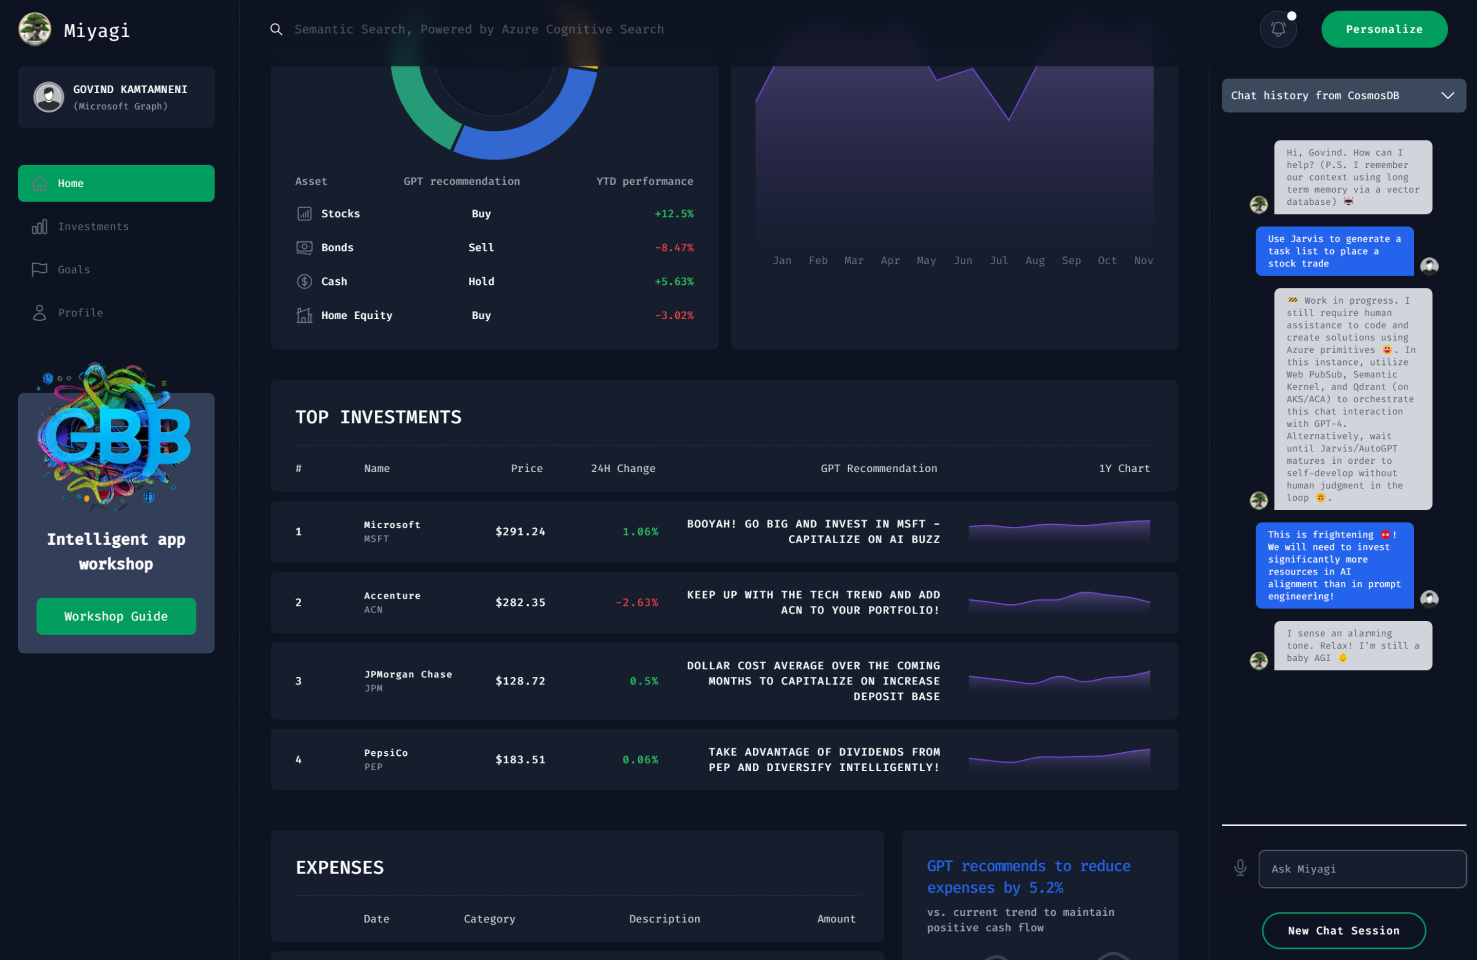 Miyagi
Semantic Search, Powered by Azure Cognitive Search
Personalize
GOVIND KAMTAMNENI
(Microsoft Graph)
Home
Investments
Goals
Profile
GBB
Intelligent app
workshop
Workshop Guide
Asset GPT recommendation YTD performance
Stocks Buy +12.5%
Bonds Sell -8.47%
Cash Hold +5.63%
Home Equity Buy -3.02%
Jan Feb Mar Apr May Jun Jul Aug Sep Oct Nov
TOP INVESTMENTS
# Name Price 24H Change GPT Recommendation 1Y Chart
1 Microsoft MSFT $291.24 1.06% BOOYAH! GO BIG AND INVEST IN MSFT -
CAPITALIZE ON AI BUZZ
2 Accenture ACN $282.35 -2.63% KEEP UP WITH THE TECH TREND AND ADD
ACN TO YOUR PORTFOLIO!
3 JPMorgan Chase JPM $128.72 0.5% DOLLAR COST AVERAGE OVER THE COMING
MONTHS TO CAPITALIZE ON INCREASE
DEPOSIT BASE
4 PepsiCo PEP $183.51 0.06% TAKE ADVANTAGE OF DIVIDENDS FROM
PEP AND DIVERSIFY INTELLIGENTLY!
EXPENSES
Date Category Description Amount
GPT recommends to reduce
expenses by 5.2%
vs. current trend to maintain
positive cash flow
Chat history from CosmosDB
Hi, Govind. How can I
help? (P.S. I remember
our context using long
term memory via a vector
database)
Use Jarvis to generate a
task list to place a
stock trade
🚧 Work in progress. I
still require human
assistance to code and
create solutions using
Azure primitives 😀. In
this instance, utilize
Web PubSub, Semantic
Kernel, and Qdrant (on
AKS/ACA) to orchestrate
this chat interaction
with GPT-4.
Alternatively, wait
until Jarvis/AutoGPT
matures in order to
self-develop without
human judgment in the
loop 🙃.
This is frightening !
We will need to invest
significantly more
resources in AI
alignment than in prompt
engineering!
I sense an alarming
tone. Relax! I'm still a
baby AGI
Ask Miyagi
New Chat Session